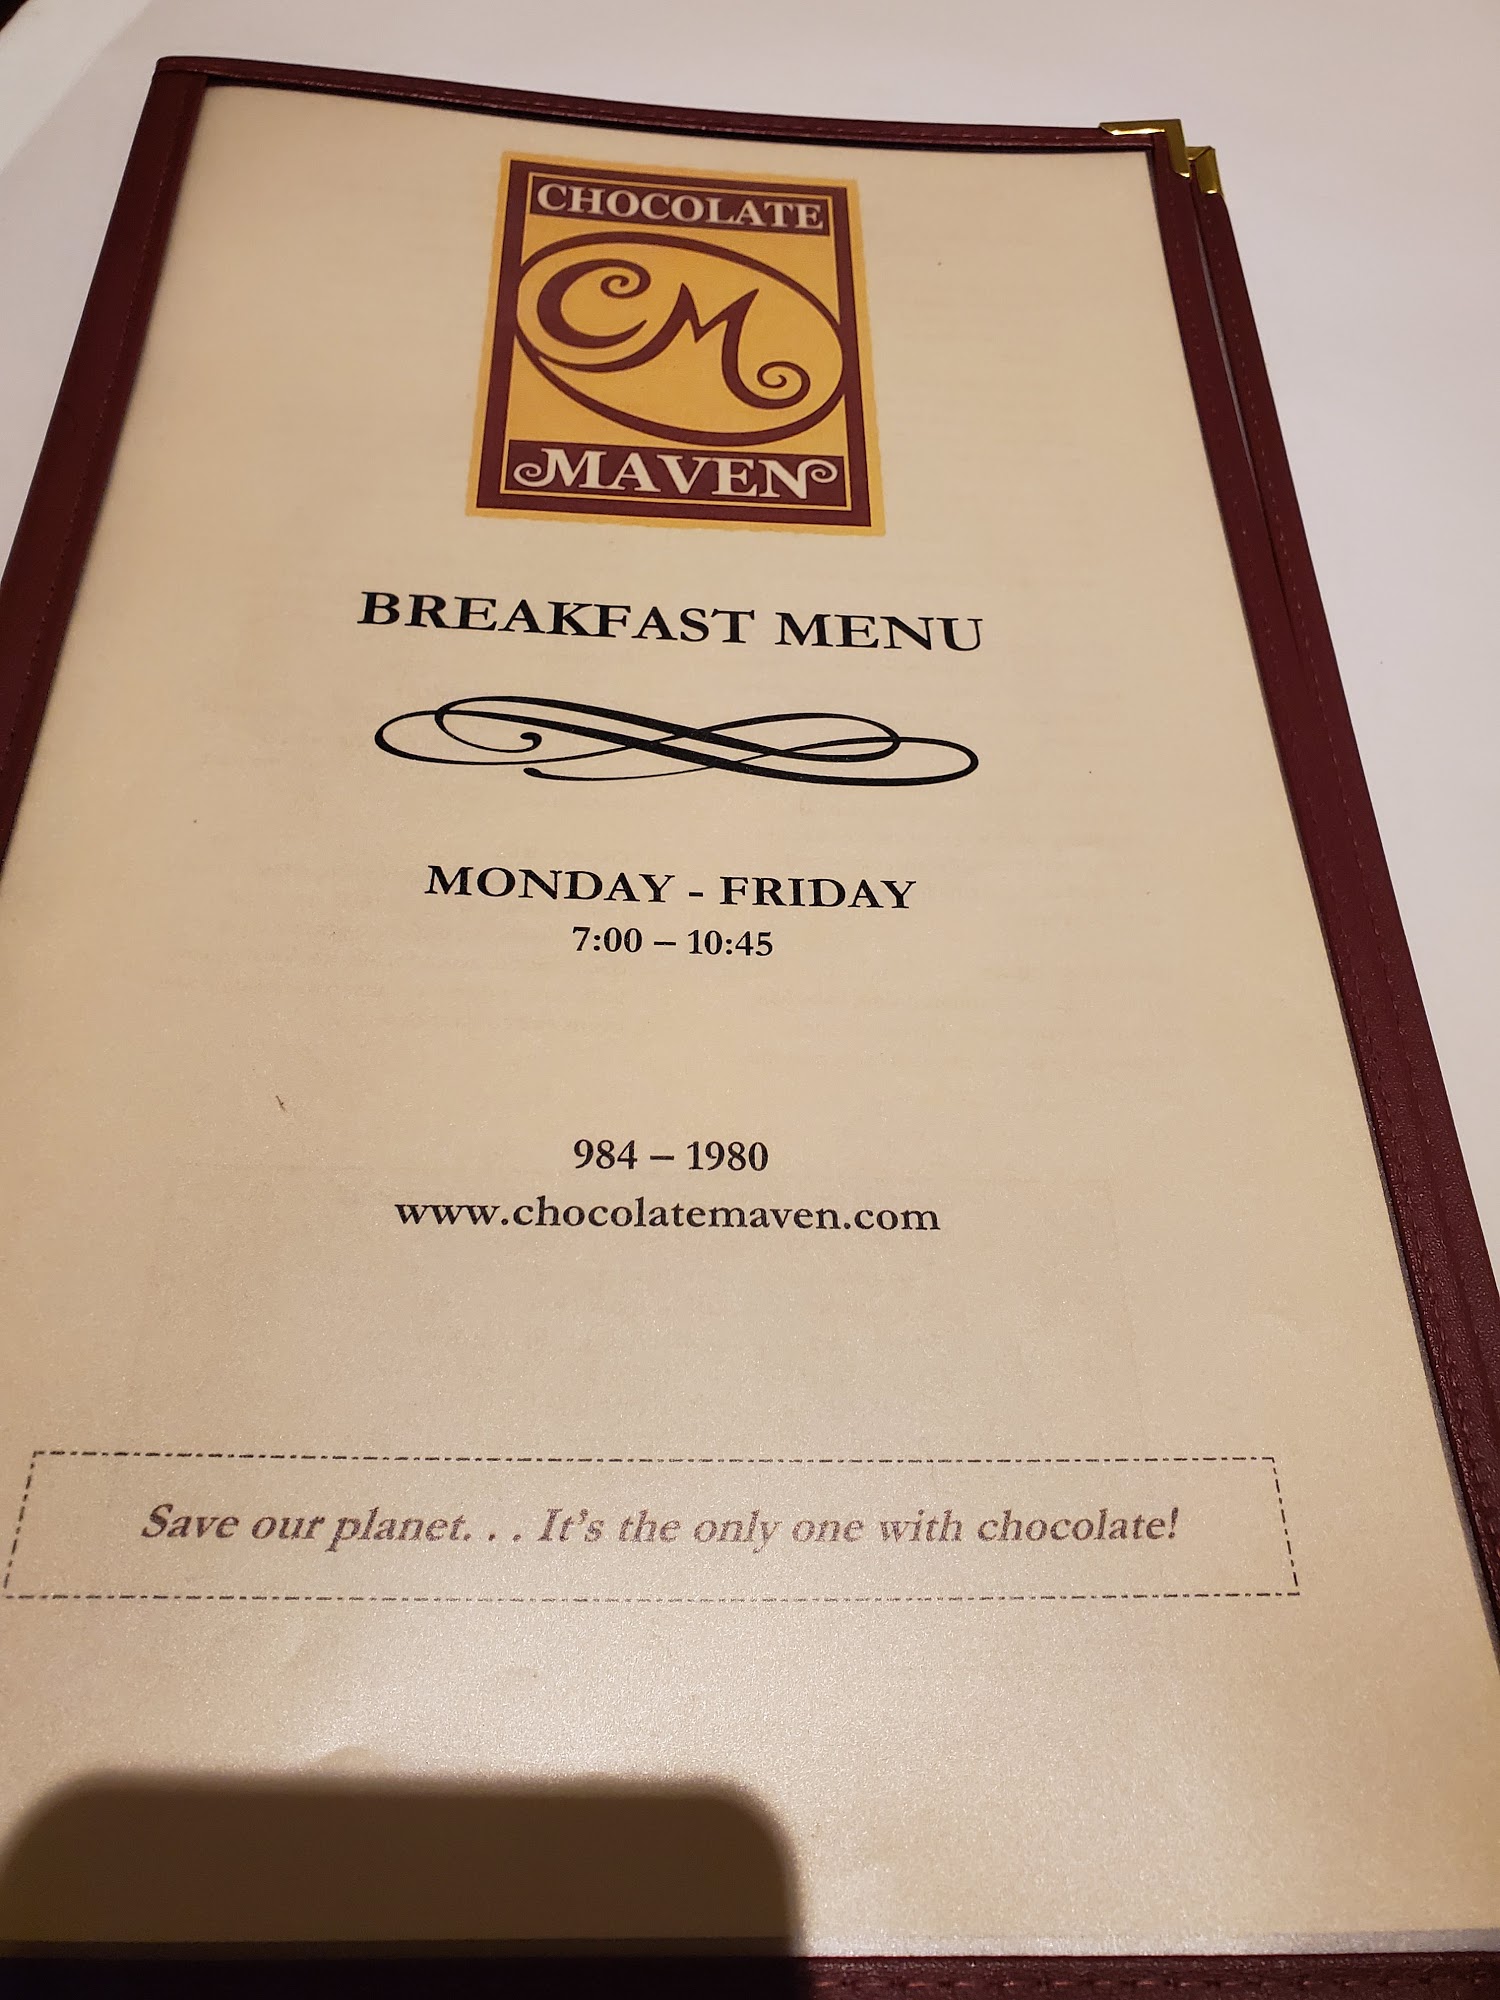 CHOCOLATE
CM
MAVEN
BREAKFAST MENU
MONDAY - FRIDAY
7:00 – 10:45
984 – 1980
www.chocolatemaven.com
Save our planet. . . It's the only one with chocolate!